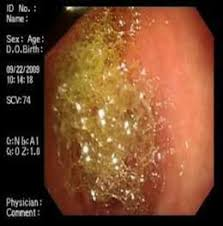 ID No. :
Name:
Sex: Age:
D.O.Birth:
09/22/2009
10:14:18
SCV:74
Physician:
Comment: